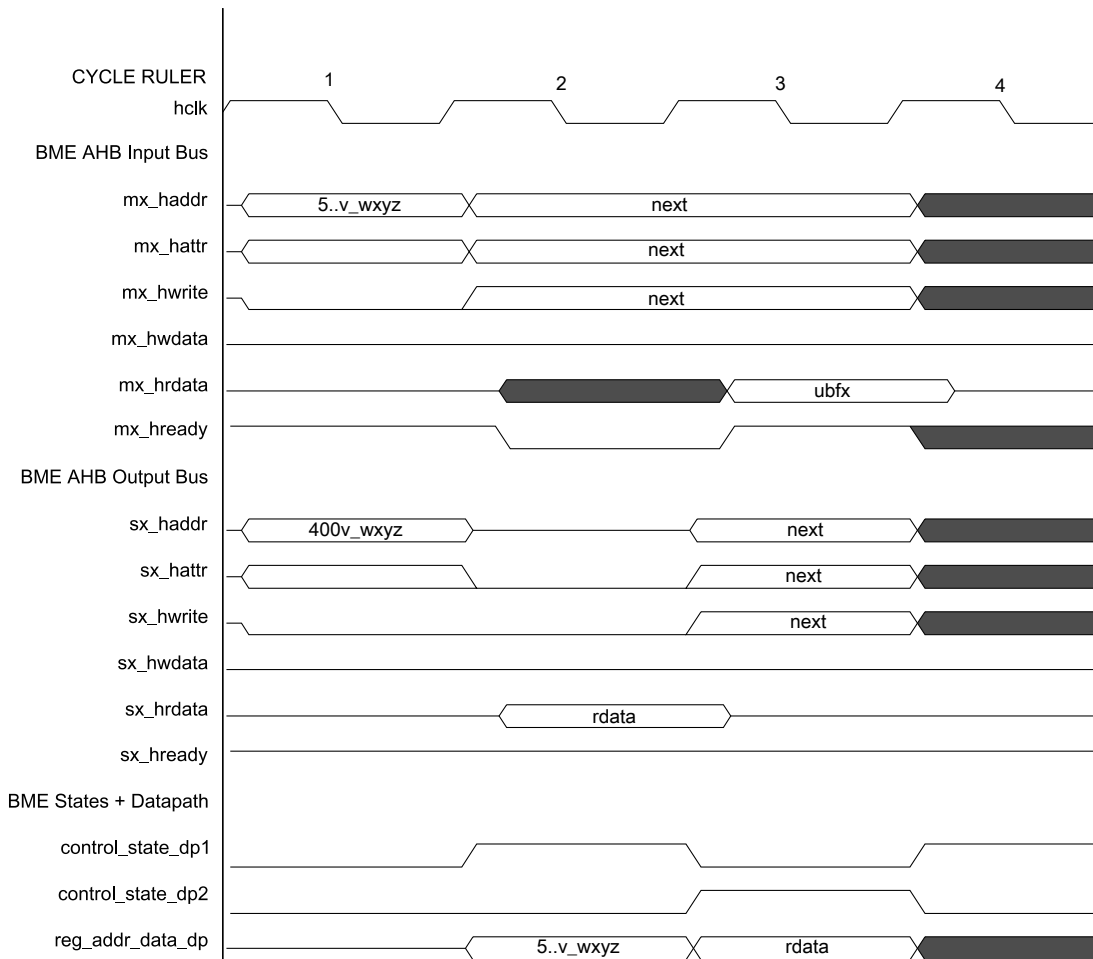 CYCLE RULER 1 2 3 4
hclk
BME AHB Input Bus
mx_haddr 5..v_wxyz next
mx_hattr next
mx_hwrite next
mx_hwdata
mx_hrdata ubfx
mx_hready
BME AHB Output Bus
sx_haddr 400v_wxyz next
sx_hattr next
sx_hwrite next
sx_hwdata
sx_hrdata rdata
sx_hready
BME States + Datapath
control_state_dp1
control_state_dp2
reg_addr_data_dp 5..v_wxyz rdata